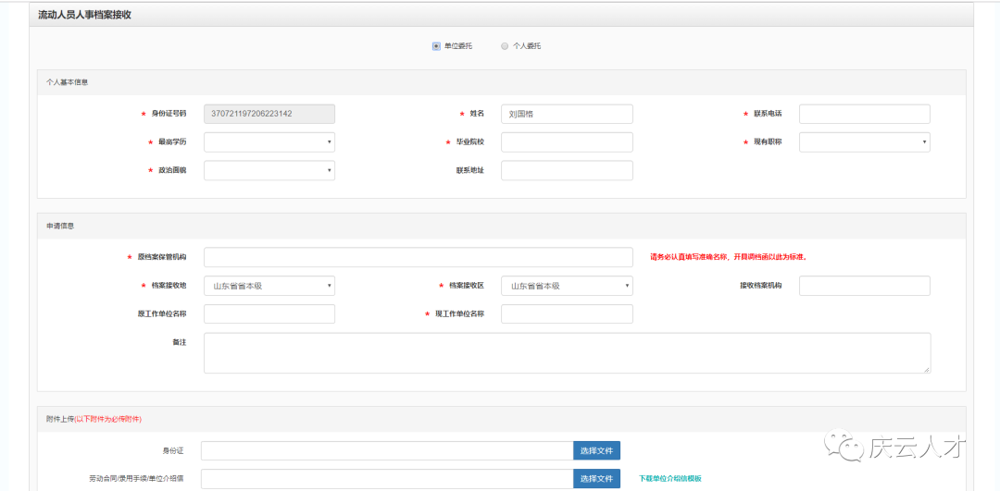 流动人员人事档案接收
单位委托 个人委托
个人基本信息
* 身份证号码 370721197206223142 * 姓名 刘国格 * 联系电话
* 最高学历 * 毕业院校 * 现有职称
* 政治面貌 联系地址
申请信息
* 原档案保管机构 请务必认真填写准确名称，开具调档函以此为标准。
* 档案接收地 山东省省本级 * 档案接收区 山东省省本级 接收档案机构
原工作单位名称 * 现工作单位名称
备注
附件上传(以下附件为必传附件)
身份证 选择文件
劳动合同/录用手续/单位介绍信 选择文件 下载单位介绍信模板
庆云人才